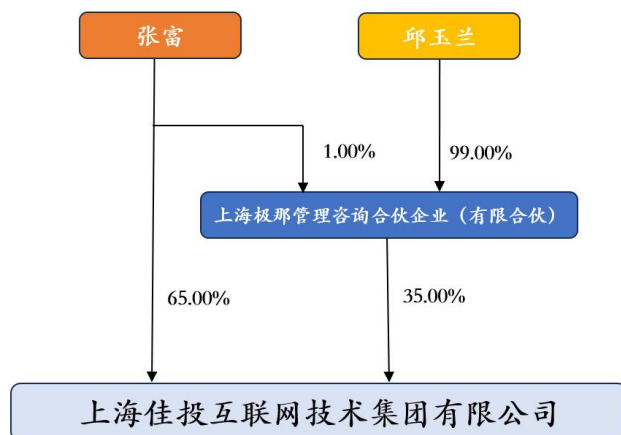 张富
邱玉兰
1.00%
99.00%
上海极那管理咨询合伙企业（有限合伙）
65.00%
35.00%
上海佳投互联网技术集团有限公司